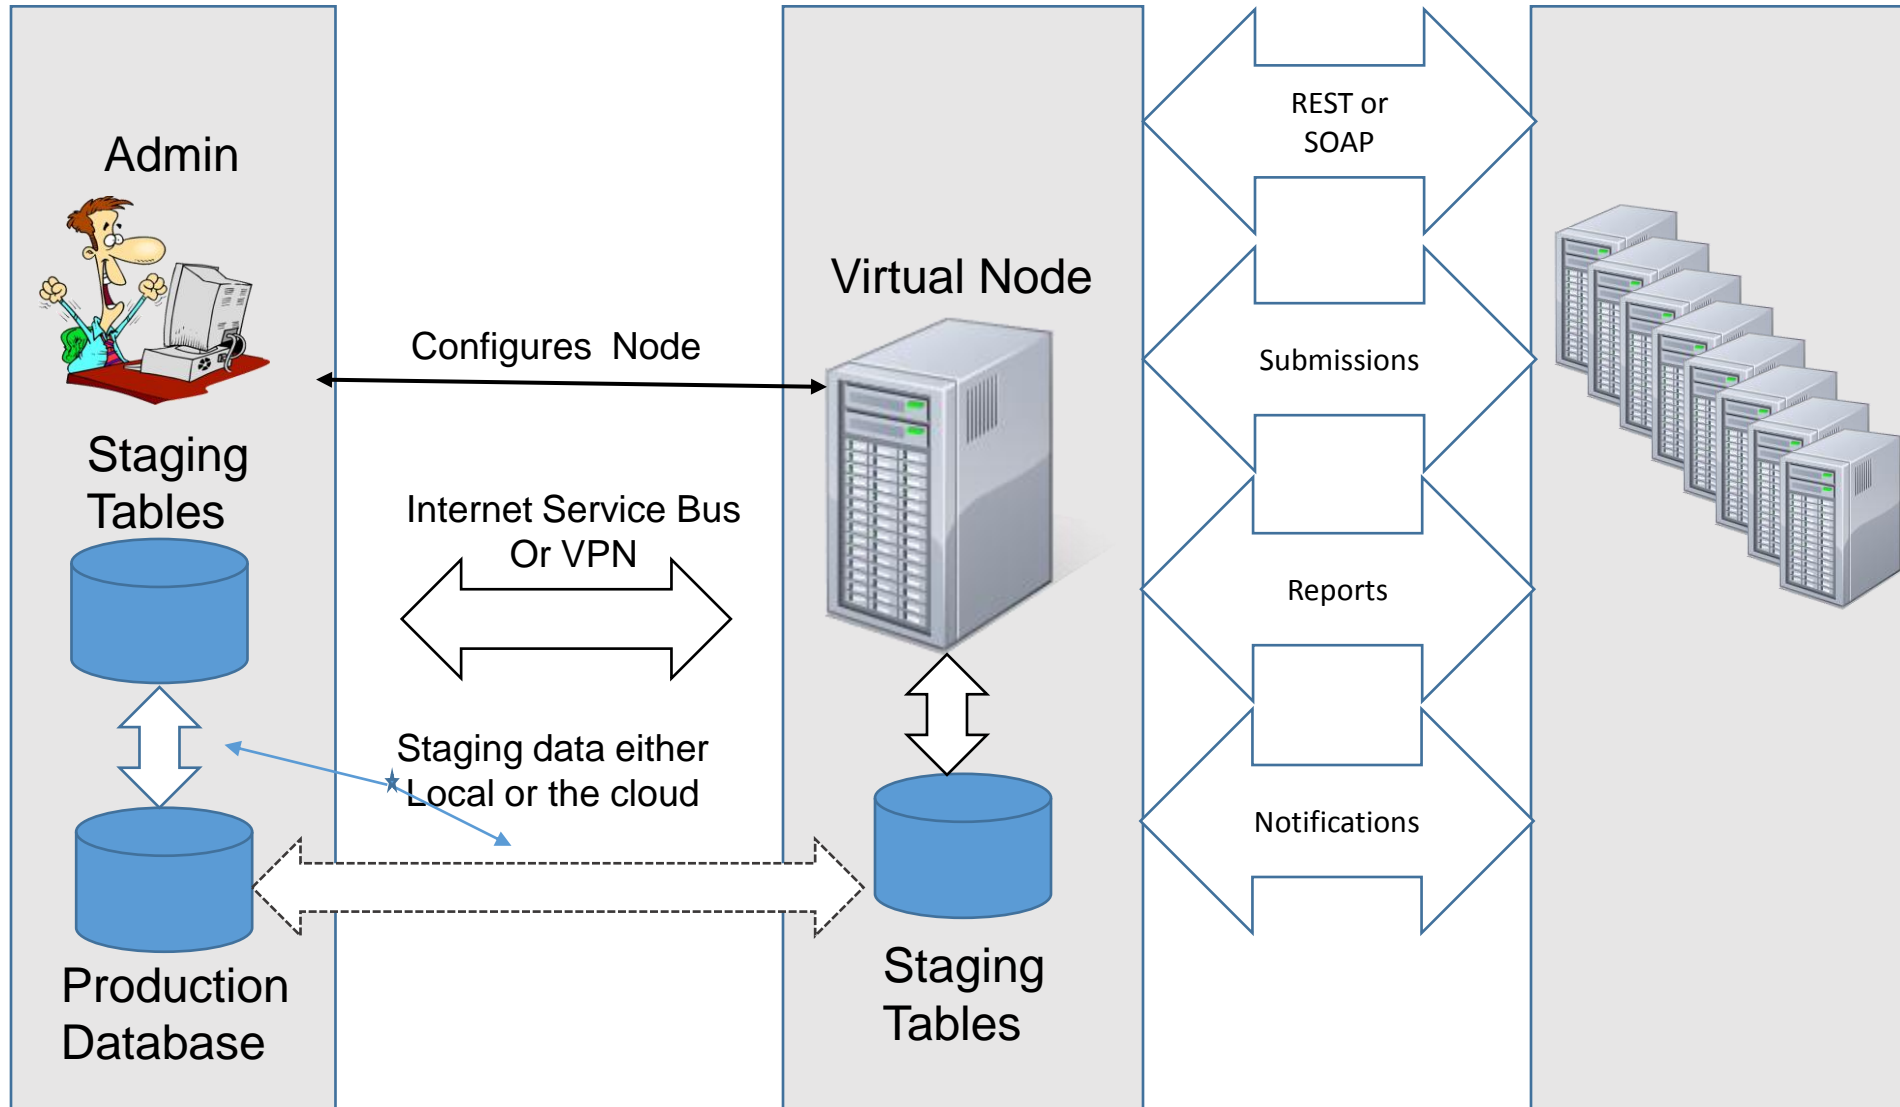 Admin
Staging
Tables
Production
Database
Configures  Node
Internet Service Bus
Or VPN
Staging data either
Local or the cloud
Virtual Node
Staging
Tables
REST or
SOAP
Submissions
Reports
Notifications